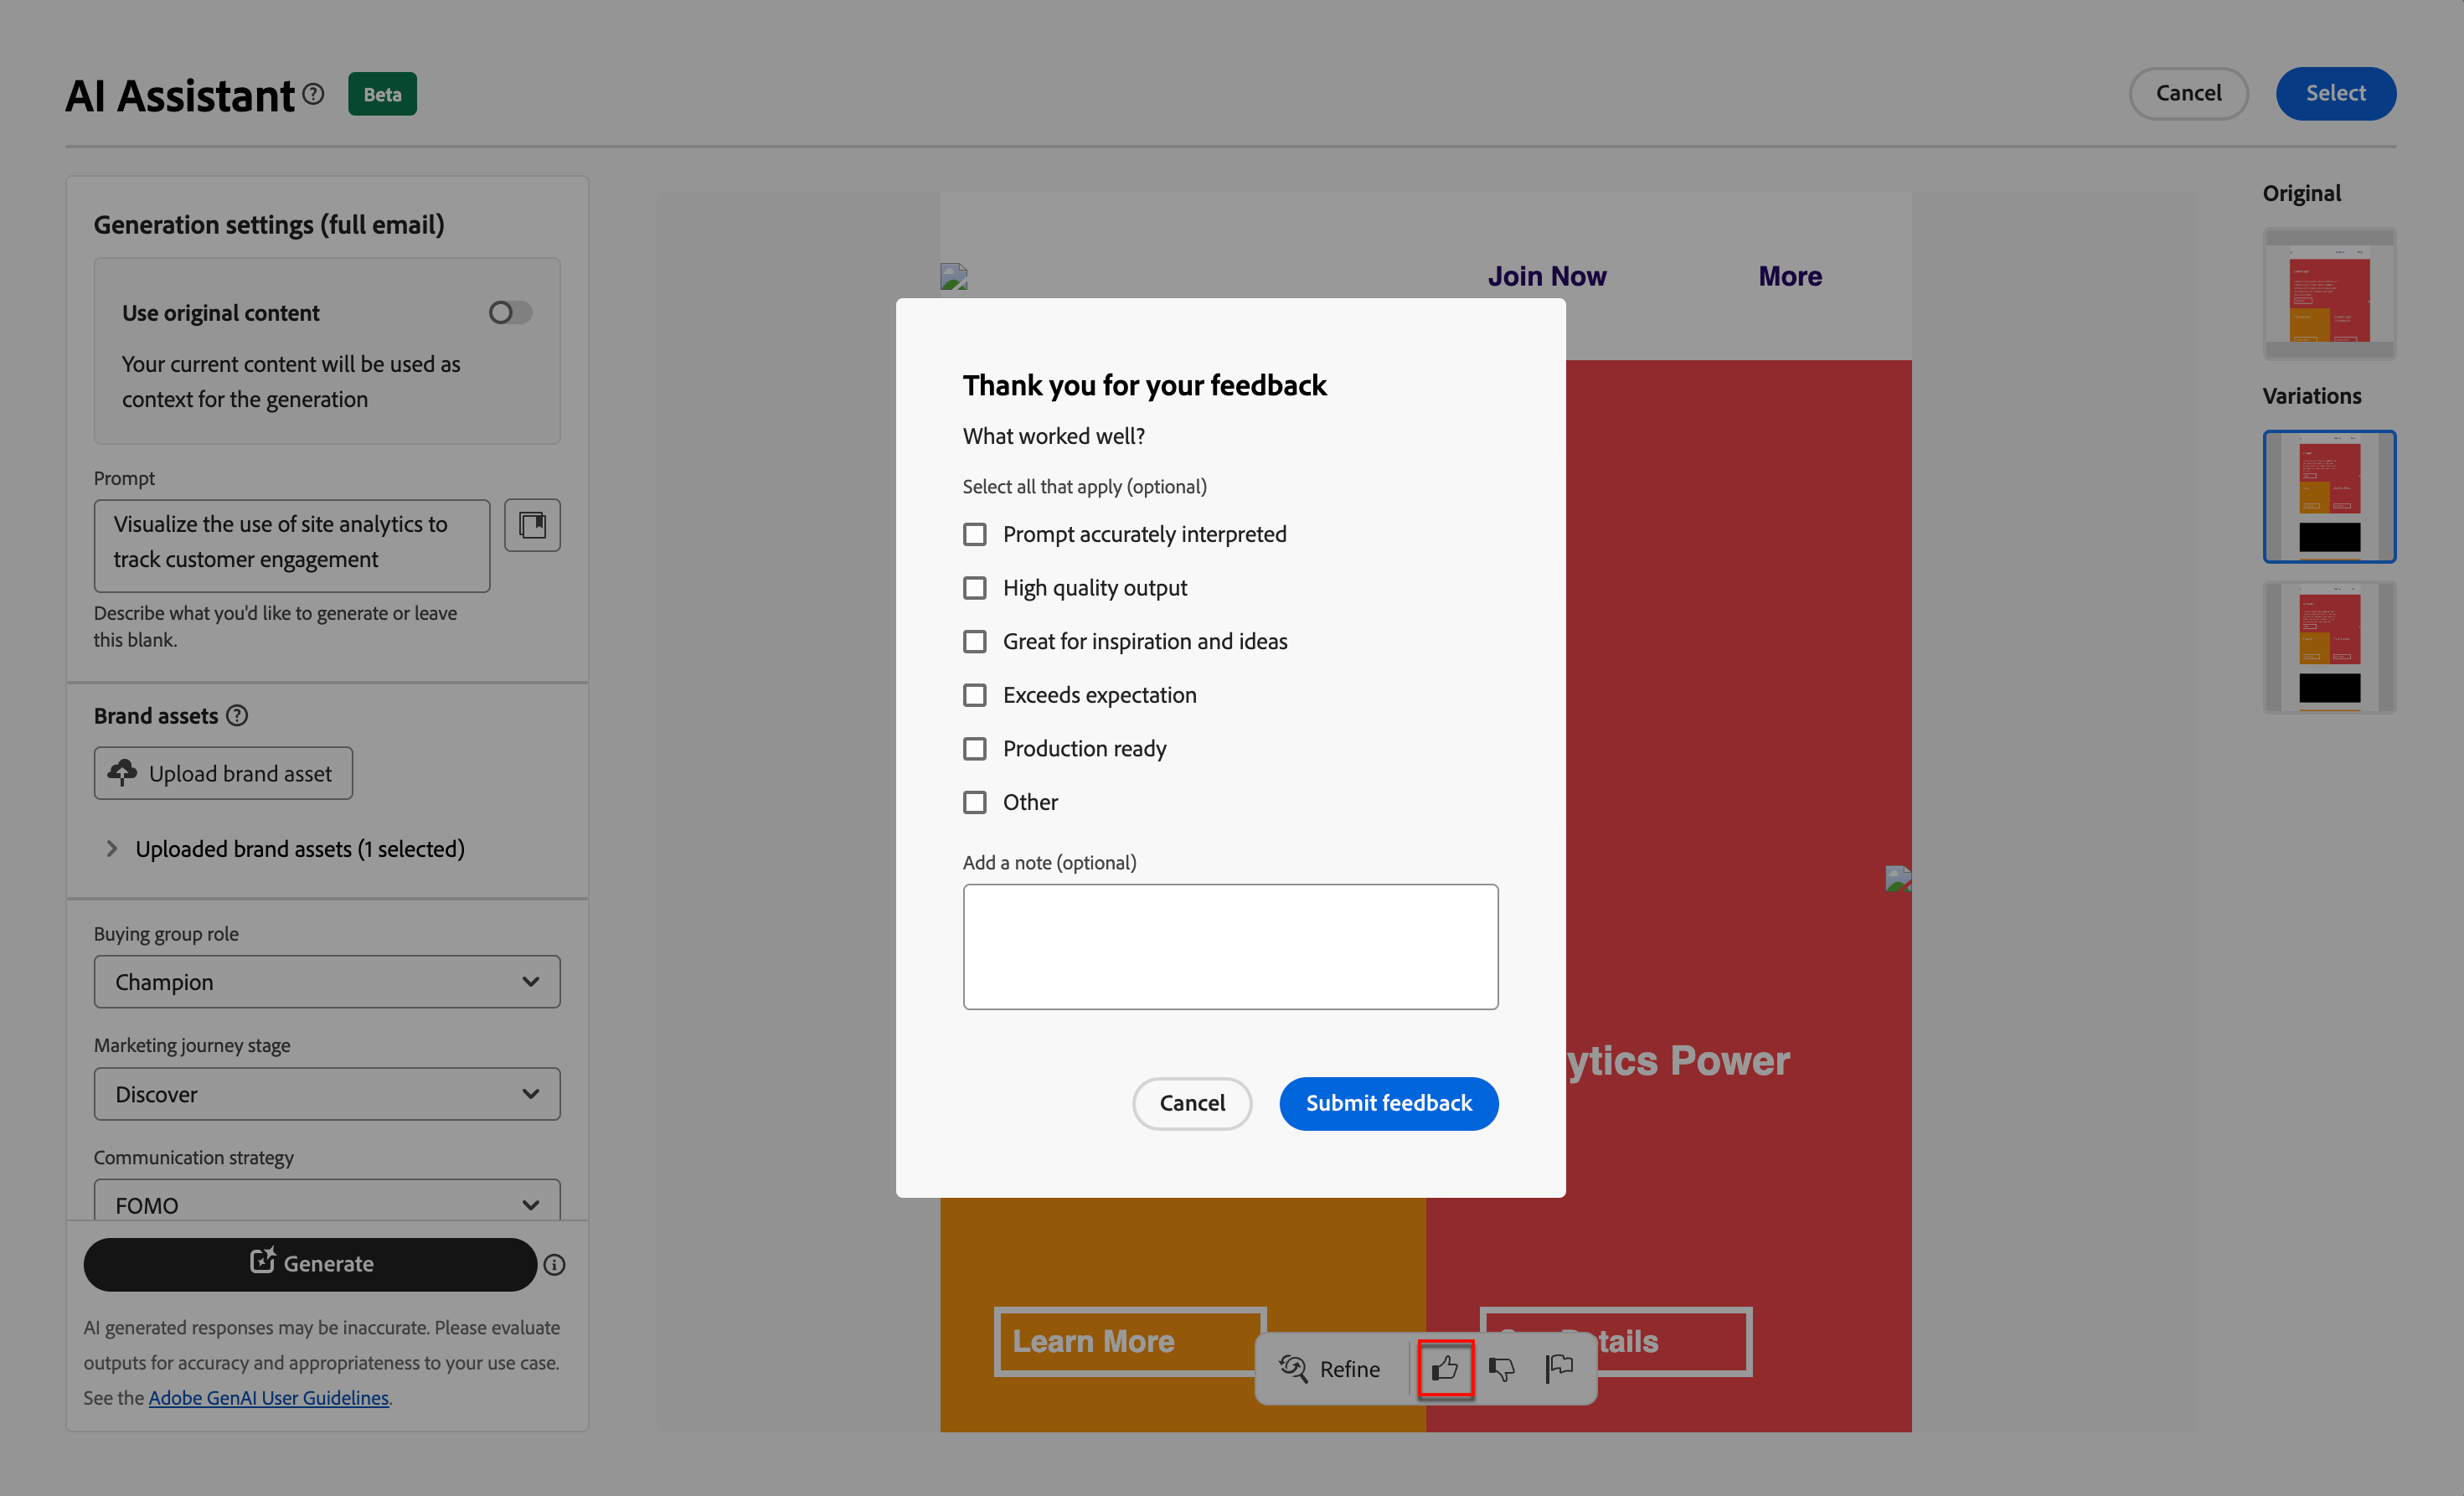 AI Assistant
Beta
Cancel
Select
Generation settings (full email)
Use original content
Your current content will be used as
context for the generation
Prompt
Visualize the use of site analytics to
track customer engagement
Describe what you'd like to generate or leave
this blank.
Brand assets
Upload brand asset
Uploaded brand assets (1 selected)
Buying group role
Champion
Marketing journey stage
Discover
Communication strategy
FOMO
Generate
AI generated responses may be inaccurate. Please evaluate
outputs for accuracy and appropriateness to your use case.
See the Adobe GenAI User Guidelines.
Join Now
More
Thank you for your feedback
What worked well?
Select all that apply (optional)
Prompt accurately interpreted
High quality output
Great for inspiration and ideas
Exceeds expectation
Production ready
Other
Add a note (optional)
Cancel
Submit feedback
ytics Power
Learn More
tails
Refine
Original
Variations